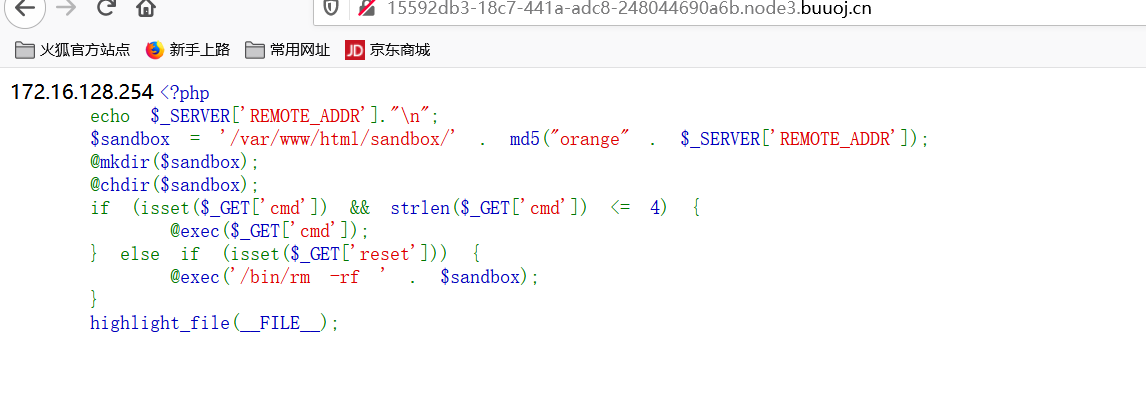 15592db3-18c7-441a-adc8-248044690a6b.node3.buuoj.cn
火狐官方站点 新手上路 常用网址 JD 京东商城
172.16.128.254 <?php
echo $_SERVER['REMOTE_ADDR']."\n";
$sandbox = '/var/www/html/sandbox/' . md5("orange" . $_SERVER['REMOTE_ADDR']);
@mkdir($sandbox);
@chdir($sandbox);
if (isset($_GET['cmd']) && strlen($_GET['cmd']) <= 4) {
@exec($_GET['cmd']);
} else if (isset($_GET['reset'])) {
@exec('/bin/rm -rf ' . $sandbox);
}
highlight_file(__FILE__);